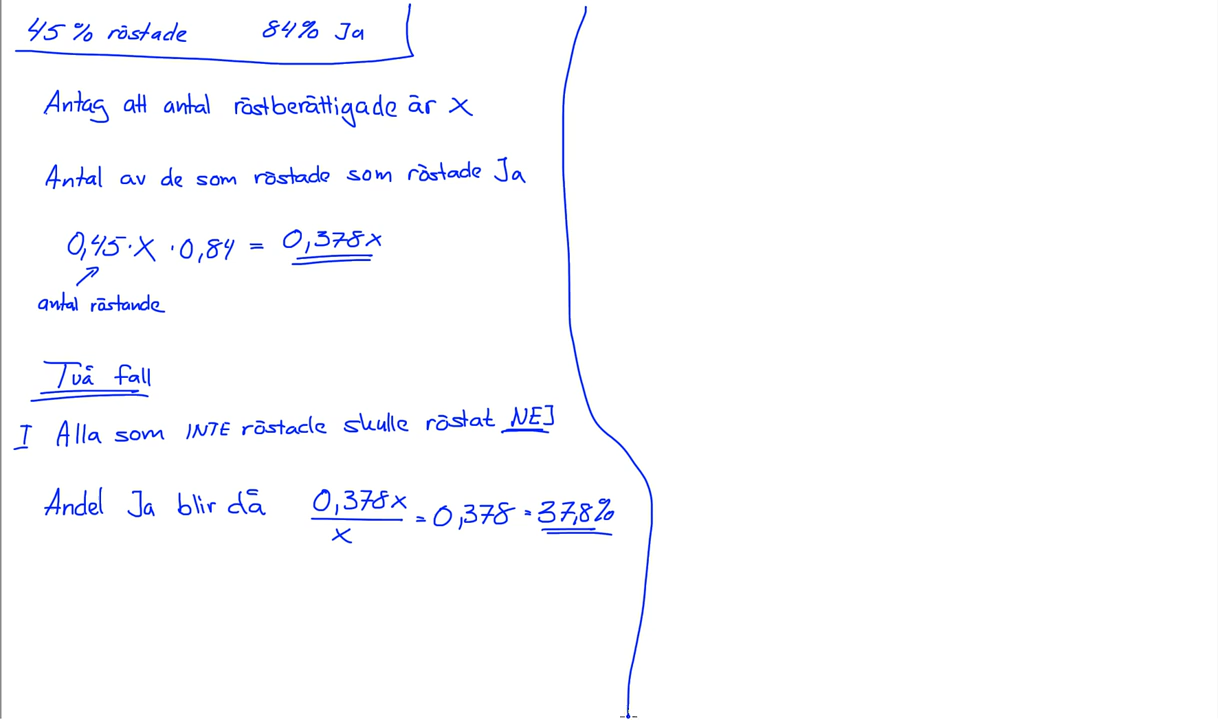 45 % röstade 84% Ja
Antag att antal röstberättigade är x
Antal av de som röstade som röstade Ja
0,45·x·0,84 = 0,378x
antal röstande
Två fall
I Alla som INTE röstade skulle röstat NEJ
Andel Ja blir då 0,378x/x = 0,378 = 37,8%